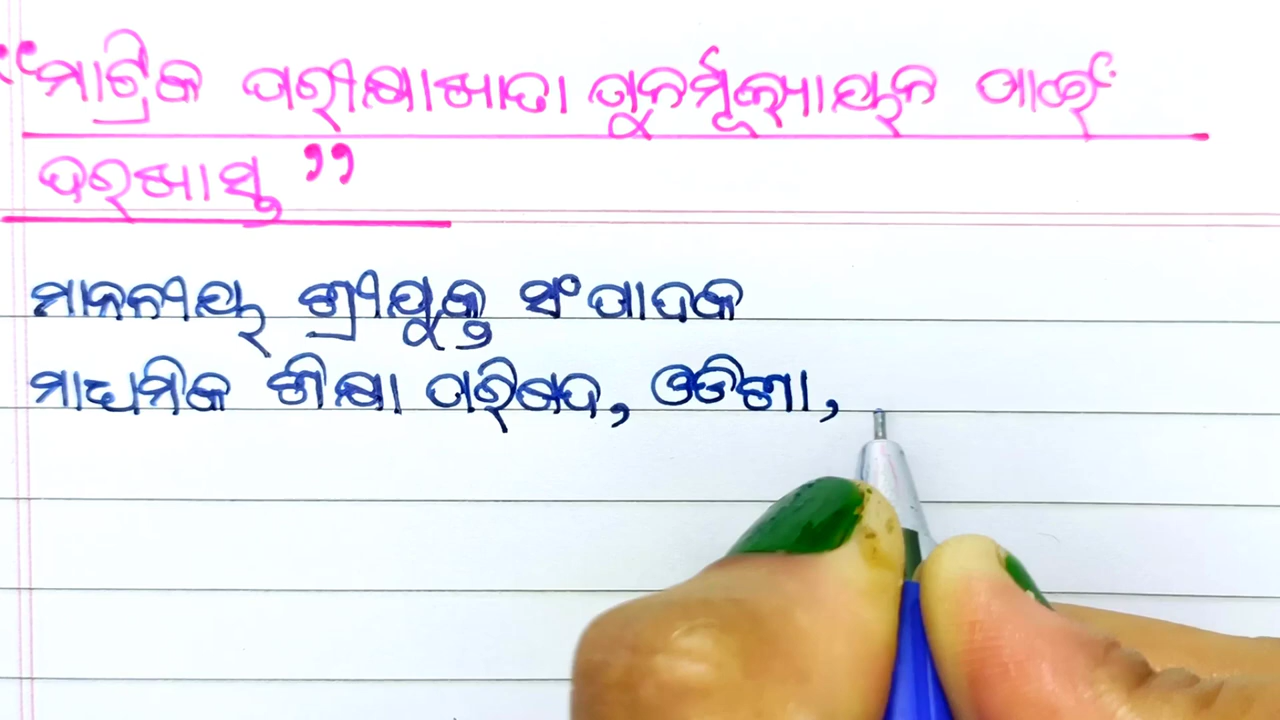 “ମାଟ୍ରିକ ପରୀକ୍ଷାଖାତା ପୁନର୍ମୂଲ୍ୟାୟନ ପାଇଁ
ଦରଖାସ୍ତ”
ମାନନୀୟ ଶ୍ରୀଯୁକ୍ତ ସଂପାଦକ
ମାଧ୍ୟମିକ ଶିକ୍ଷା ପରିଷଦ, ଓଡିଶା,